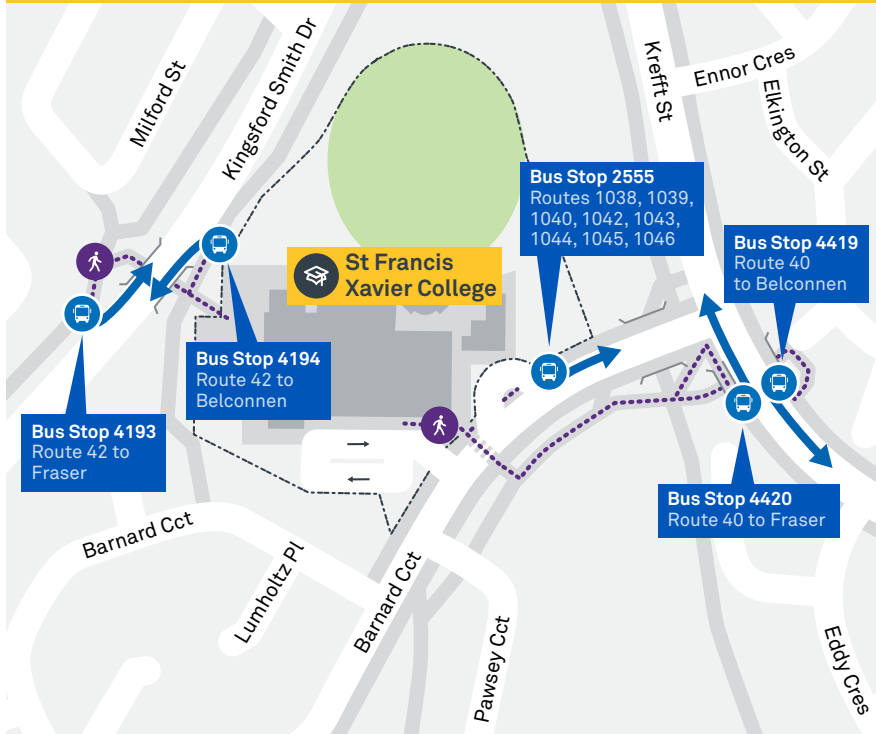 Milford St
Kingsford Smith Dr
Krefft St
Ennor Cres
Elkington St
Bus Stop 2555
Routes 1038, 1039,
1040, 1042, 1043,
1044, 1045, 1046
Bus Stop 4419
Route 40
to Belconnen
St Francis
Xavier College
Bus Stop 4194
Route 42 to
Belconnen
Bus Stop 4193
Route 42 to
Fraser
Bus Stop 4420
Route 40 to Fraser
Barnard Cct
Lumholtz Pl
Barnard Cct
Pawsey Cct
Eddy Cres